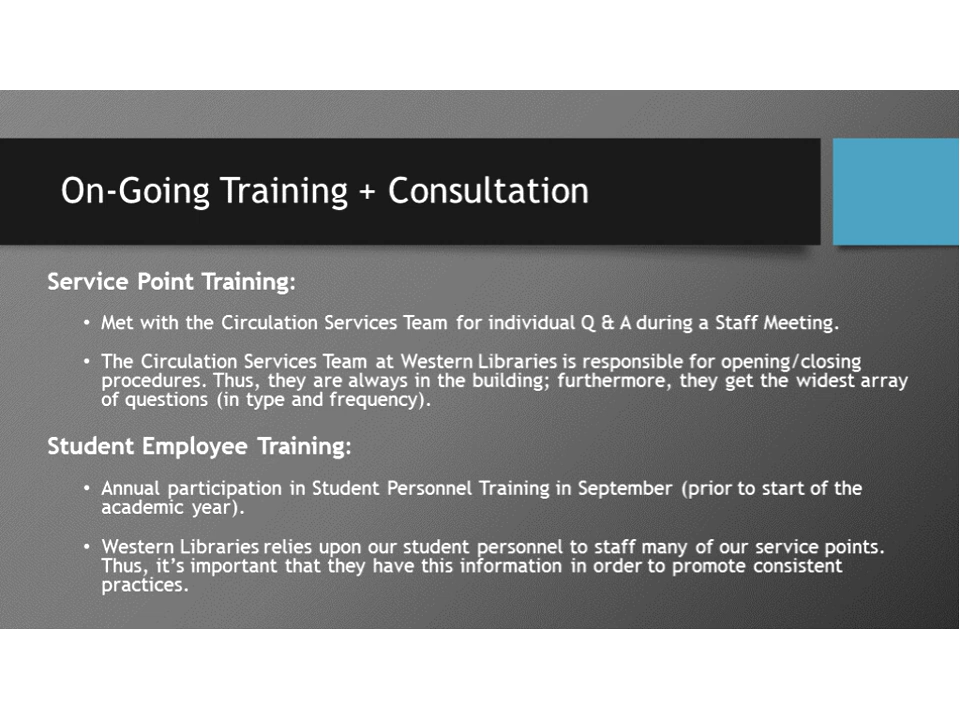 On-Going Training + Consultation
Service Point Training:
• Met with the Circulation Services Team for individual Q & A during a Staff Meeting.
• The Circulation Services Team at Western Libraries is responsible for opening/closing
procedures. Thus, they are always in the building; furthermore, they get the widest array
of questions (in type and frequency).
Student Employee Training:
• Annual participation in Student Personnel Training in September (prior to start of the
academic year).
• Western Libraries relies upon our student personnel to staff many of our service points.
Thus, it’s important that they have this information in order to promote consistent
practices.